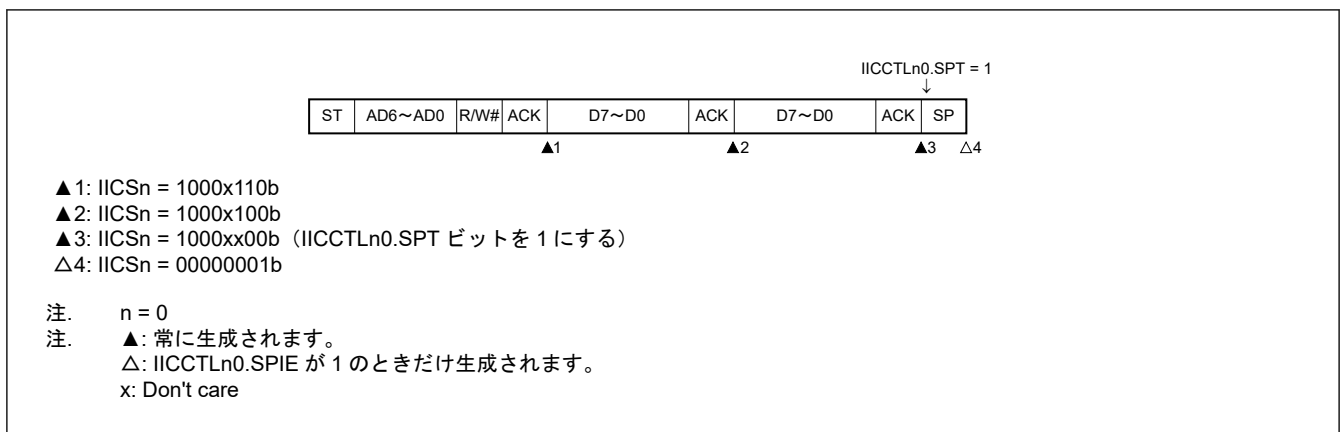 IICCTLn0.SPT = 1
↓
ST AD6～AD0 R/W# ACK D7～D0 ACK D7～D0 ACK SP
▲1 ▲2 ▲3 △4
▲1: IICSn = 1000x110b
▲2: IICSn = 1000x100b
▲3: IICSn = 1000xx00b（IICCTLn0.SPT ビットを 1 にする）
△4: IICSn = 00000001b
注. n = 0
注. ▲: 常に生成されます。
△: IICCTLn0.SPIE が 1 のときだけ生成されます。
x: Don't care